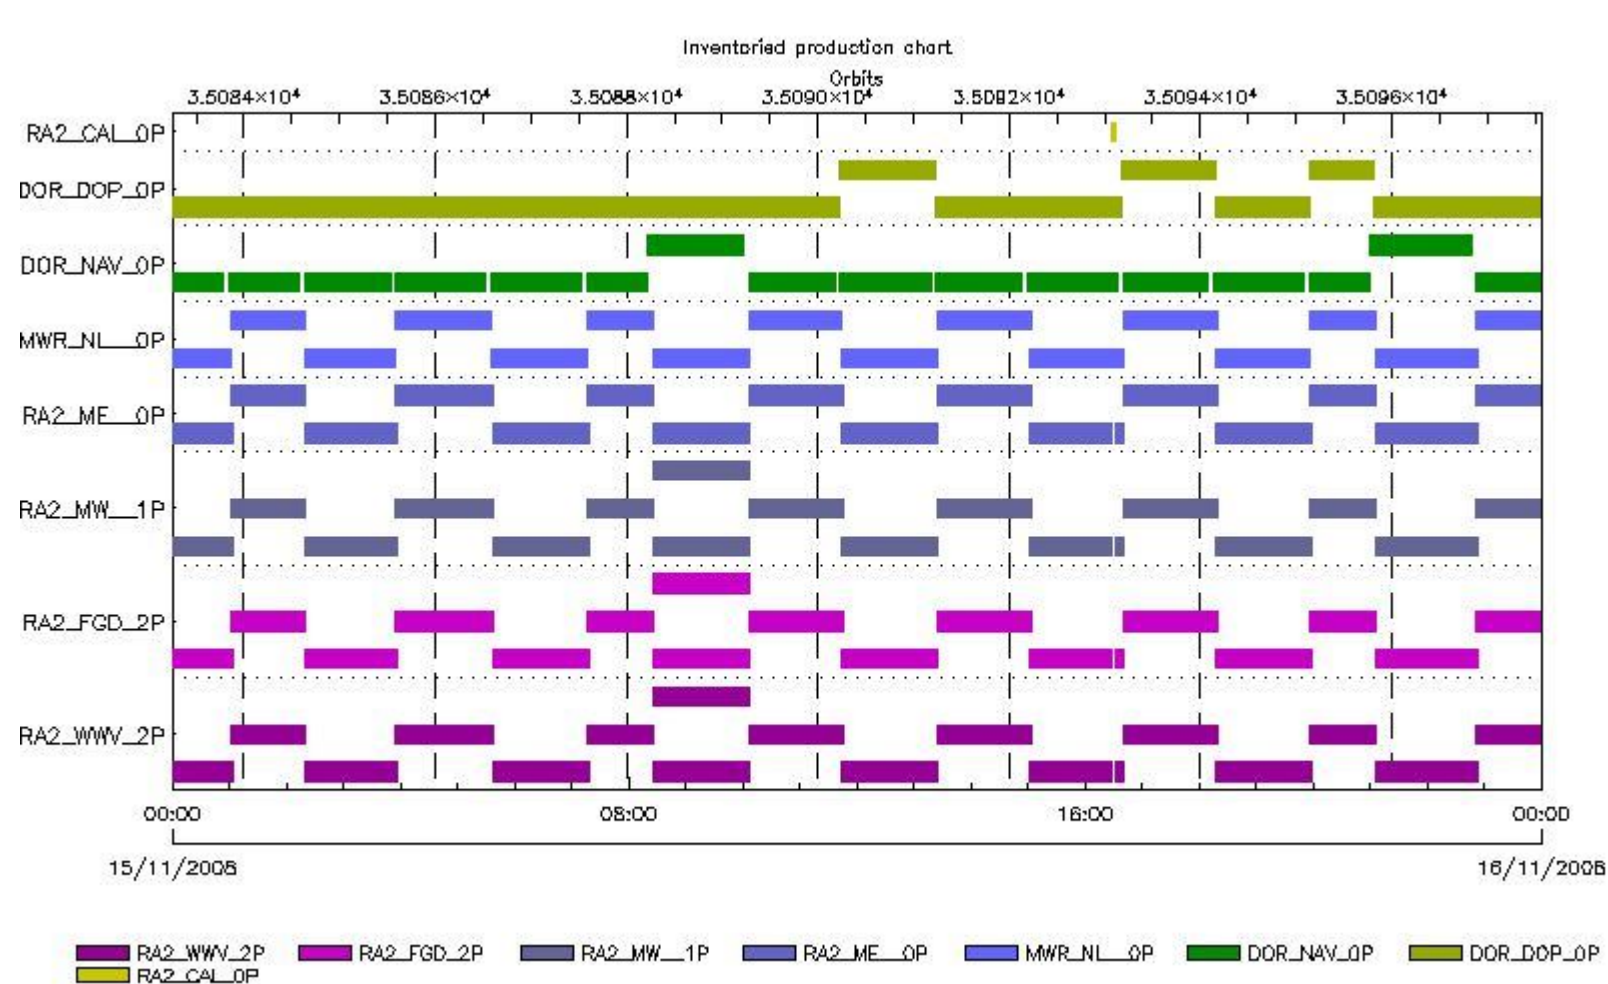 Inventoried production chart
Orbits
3.5084×10⁴ 3.5086×10⁴ 3.5088×10⁴ 3.5090×10⁴ 3.5092×10⁴ 3.5094×10⁴ 3.5096×10⁴
RA2_CAL_0P
DOR_DOP_0P
DOR_NAV_0P
MWR_NL__0P
RA2_ME__0P
RA2_MW__1P
RA2_FGD_2P
RA2_WWV_2P
00:00 08:00 16:00 00:00
15/11/2008 16/11/2008
RA2_WWV_2P RA2_FGD_2P RA2_MW__1P RA2_ME__0P MWR_NL__0P DOR_NAV_0P DOR_DOP_0P
RA2_CAL_0P